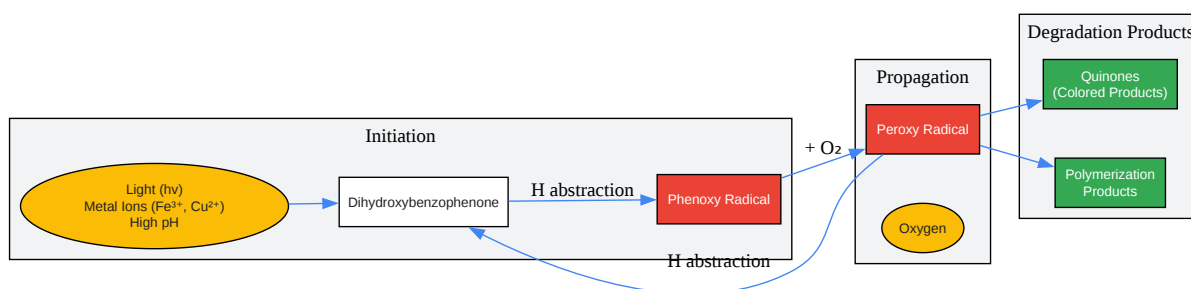 Initiation
Light (hv)
Metal Ions (Fe³⁺, Cu²⁺)
High pH
Dihydroxybenzophenone
H abstraction
Phenoxy Radical
+ O₂
Propagation
Peroxy Radical
Oxygen
H abstraction
Degradation Products
Quinones
(Colored Products)
Polymerization
Products